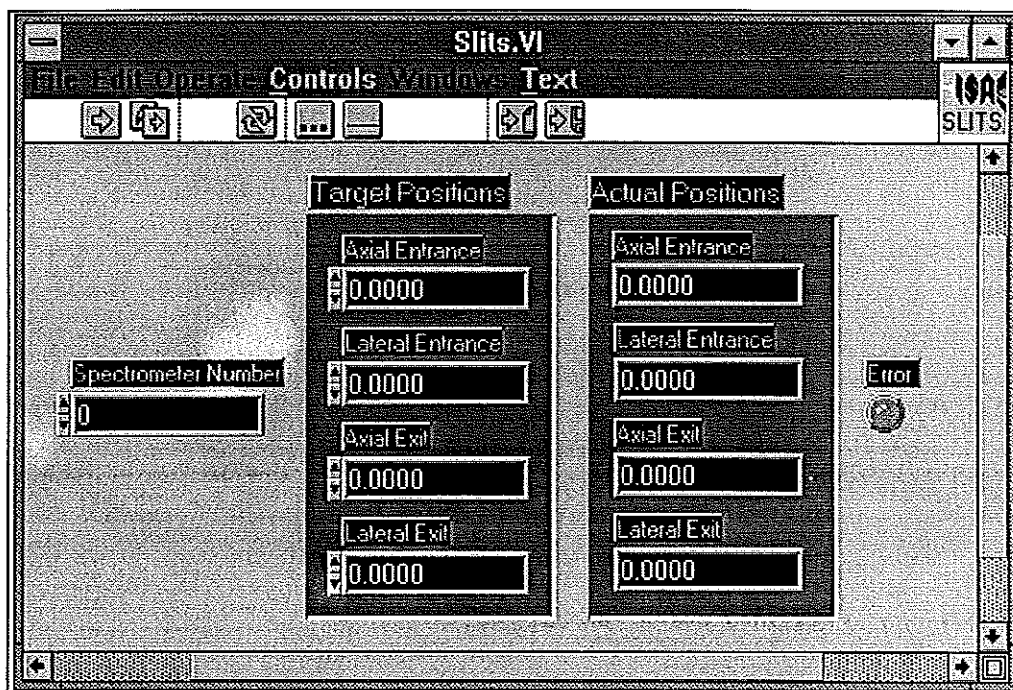 Slits.VI
File Edit Operate Controls Windows Text
SLITS
Target Positions
Actual Positions
Axial Entrance
0.0000
Axial Entrance
0.0000
Lateral Entrance
0.0000
Lateral Entrance
0.0000
Spectrometer Number
0
Error
Axial Exit
0.0000
Axial Exit
0.0000
Lateral Exit
0.0000
Lateral Exit
0.0000